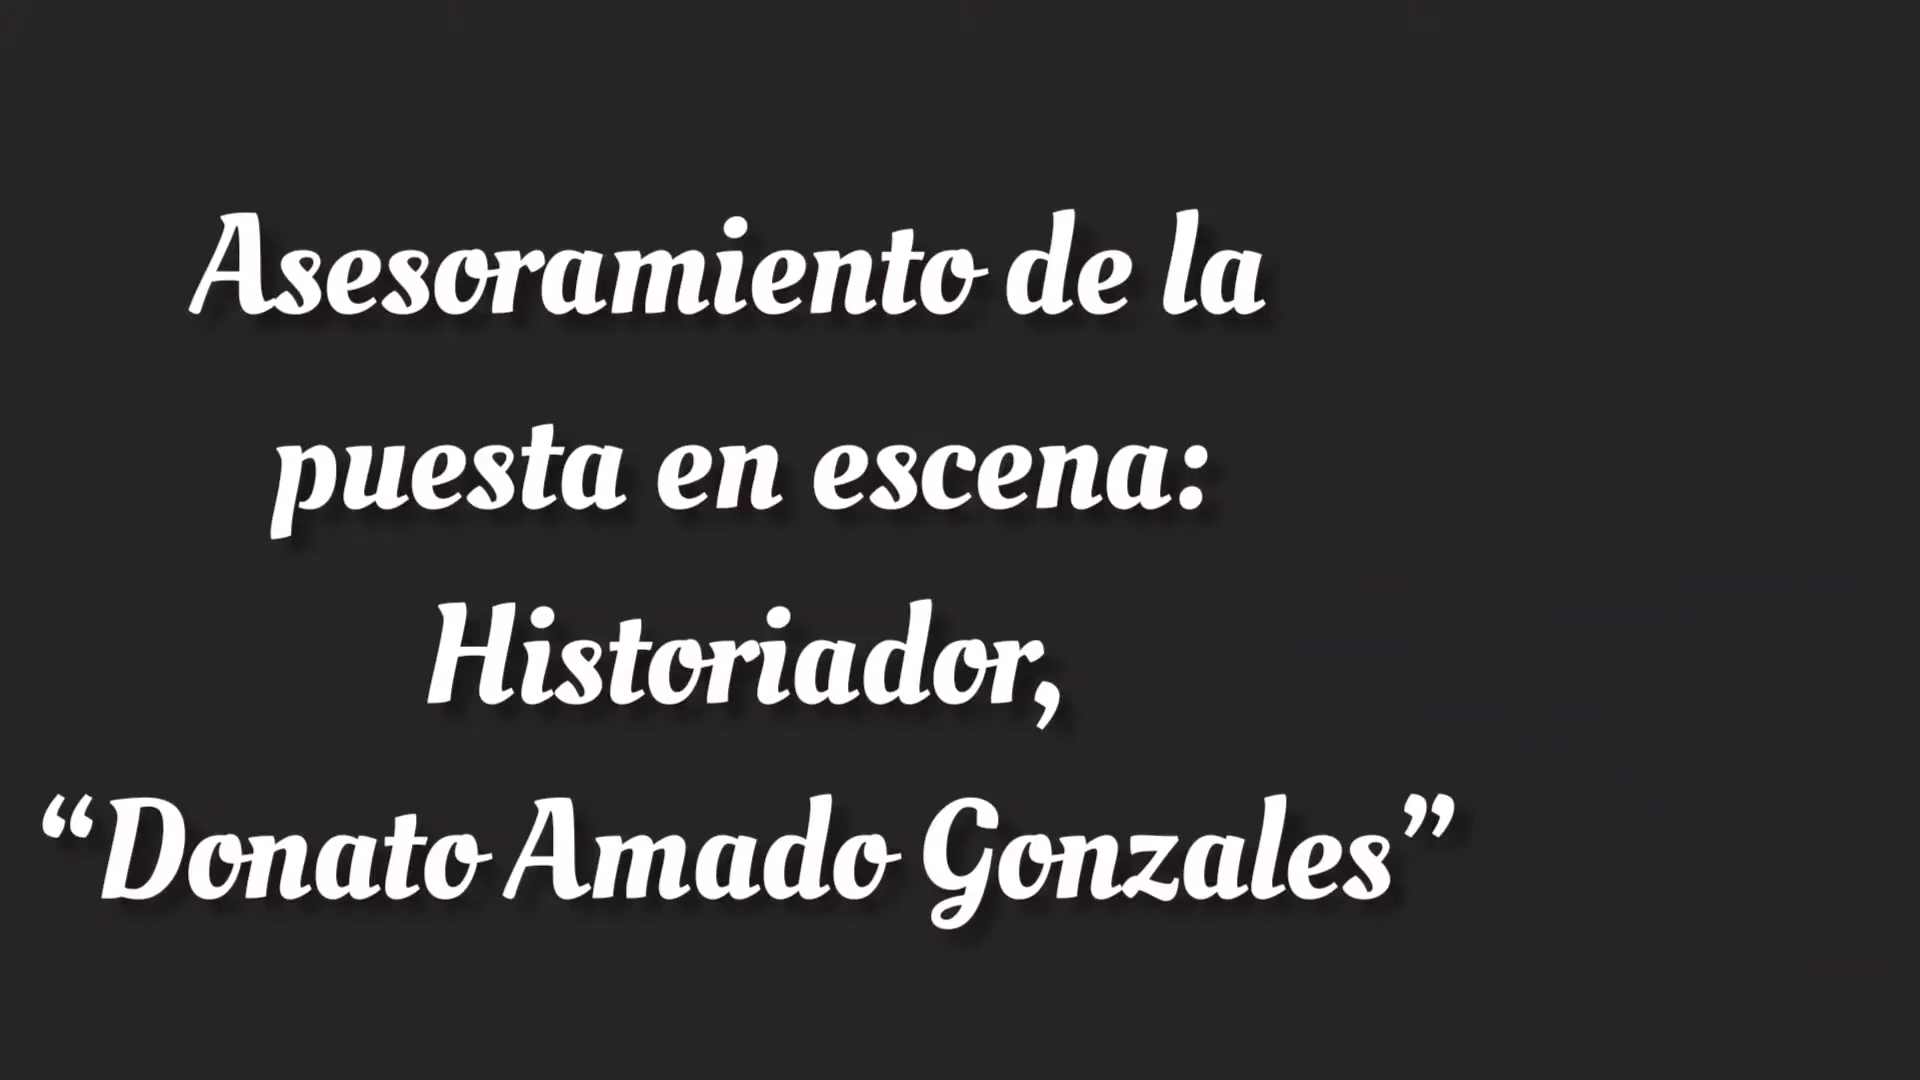 Asesoramiento de la
puesta en escena:
Historiador,
“Donato Amado Gonzales”